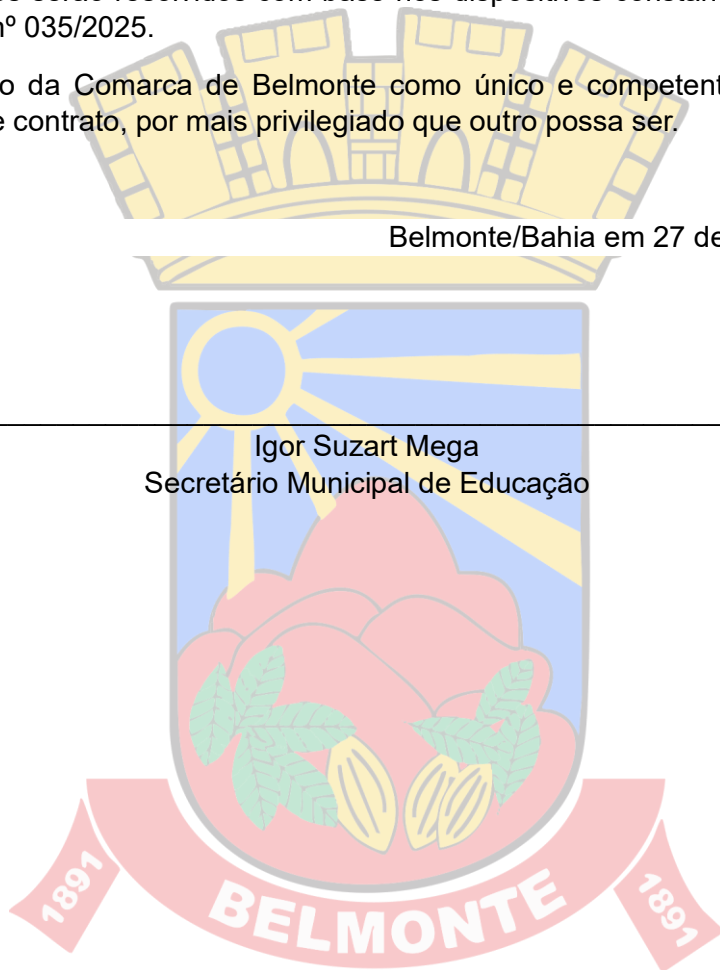 nº 035/2025.
o da Comarca de Belmonte como único e competent
e contrato, por mais privilegiado que outro possa ser.
Belmonte/Bahia em 27 de
Igor Suzart Mega
Secretário Municipal de Educação
1891
BELMONTE
1891